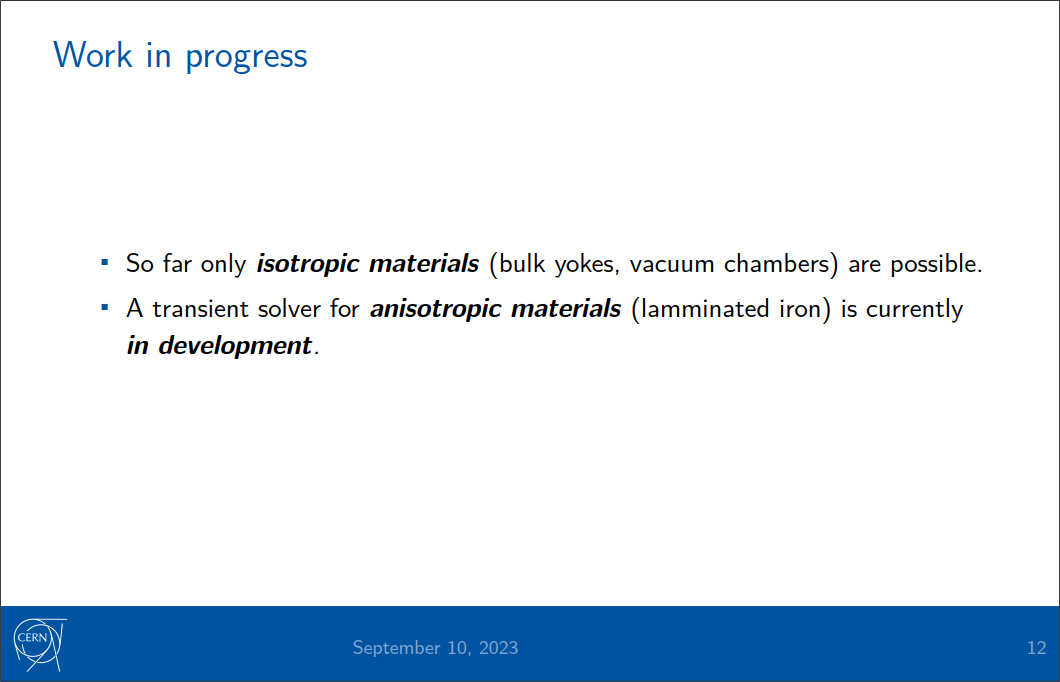 Work in progress
▪ So far only isotropic materials (bulk yokes, vacuum chambers) are possible.
▪ A transient solver for anisotropic materials (lamminated iron) is currently
in development.
CERN
September 10, 2023
12